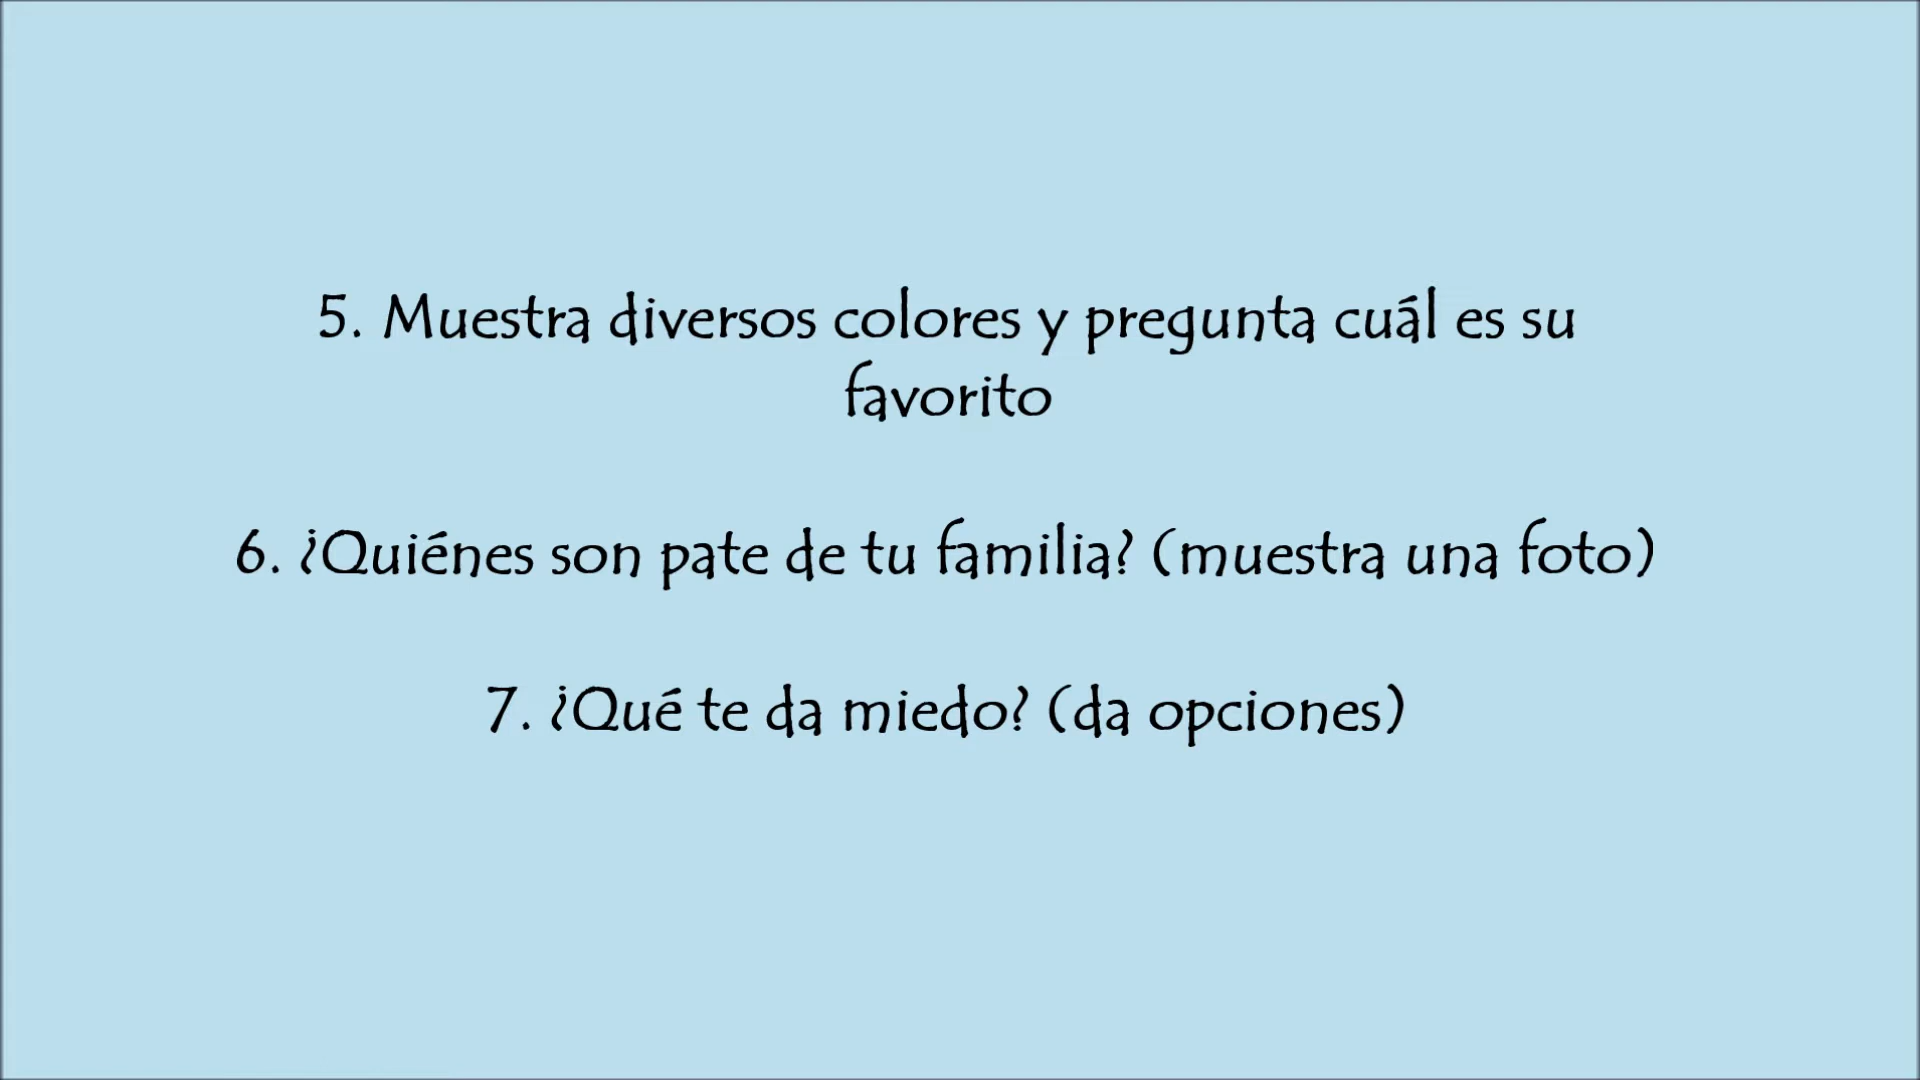 5. Muestra diversos colores y pregunta cuál es su
favorito
6. ¿Quiénes son pate de tu familia? (muestra una foto)
7. ¿Qué te da miedo? (da opciones)